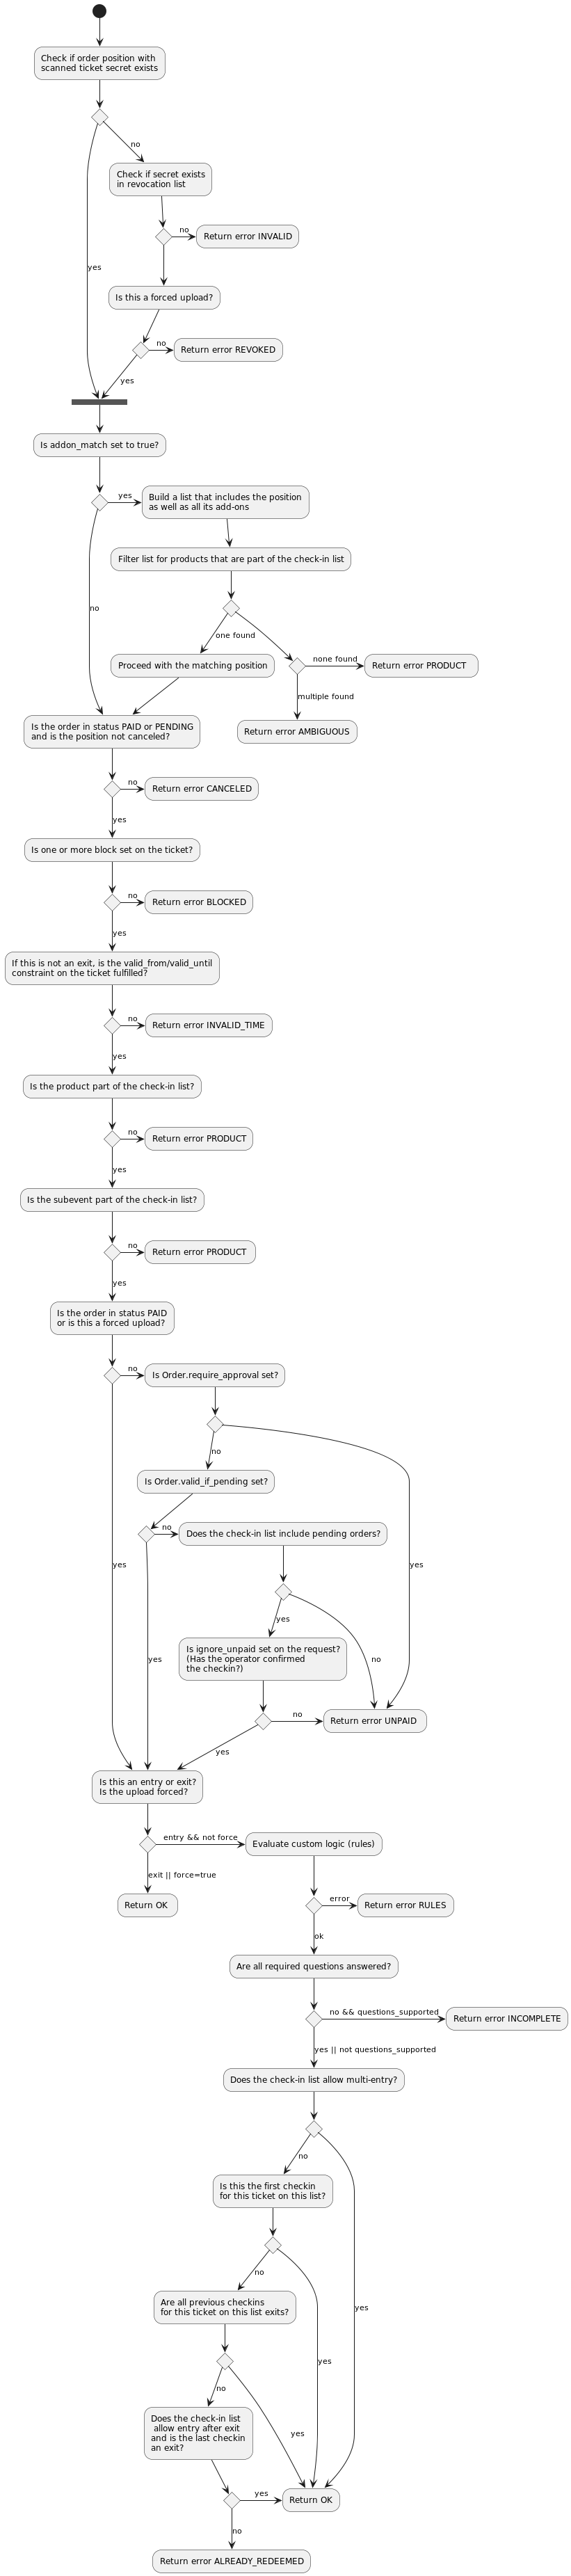 Check if order position with
scanned ticket secret exists
no
Check if secret exists
in revocation list
no
Return error INVALID
yes
Is this a forced upload?
no
Return error REVOKED
yes
Is addon_match set to true?
yes
Build a list that includes the position
as well as all its add-ons
Filter list for products that are part of the check-in list
no
one found
none found
Proceed with the matching position
Return error PRODUCT
multiple found
Is the order in status PAID or PENDING
and is the position not canceled?
Return error AMBIGUOUS
no
Return error CANCELED
yes
Is one or more block set on the ticket?
no
Return error BLOCKED
yes
If this is not an exit, is the valid_from/valid_until
constraint on the ticket fulfilled?
no
Return error INVALID_TIME
yes
Is the product part of the check-in list?
no
Return error PRODUCT
yes
Is the subevent part of the check-in list?
no
Return error PRODUCT
yes
Is the order in status PAID
or is this a forced upload?
no
Is Order.require_approval set?
no
Is Order.valid_if_pending set?
no
Does the check-in list include pending orders?
yes
yes
yes
Is ignore_unpaid set on the request?
(Has the operator confirmed
the checkin?)
yes
no
no
Return error UNPAID
yes
Is this an entry or exit?
Is the upload forced?
entry && not force
Evaluate custom logic (rules)
exit || force=true
Return OK
error
Return error RULES
ok
Are all required questions answered?
no && questions_supported
Return error INCOMPLETE
yes || not questions_supported
Does the check-in list allow multi-entry?
no
Is this the first checkin
for this ticket on this list?
no
yes
Are all previous checkins
for this ticket on this list exits?
yes
no
Does the check-in list
allow entry after exit
and is the last checkin
an exit?
yes
yes
Return OK
no
Return error ALREADY_REDEEMED